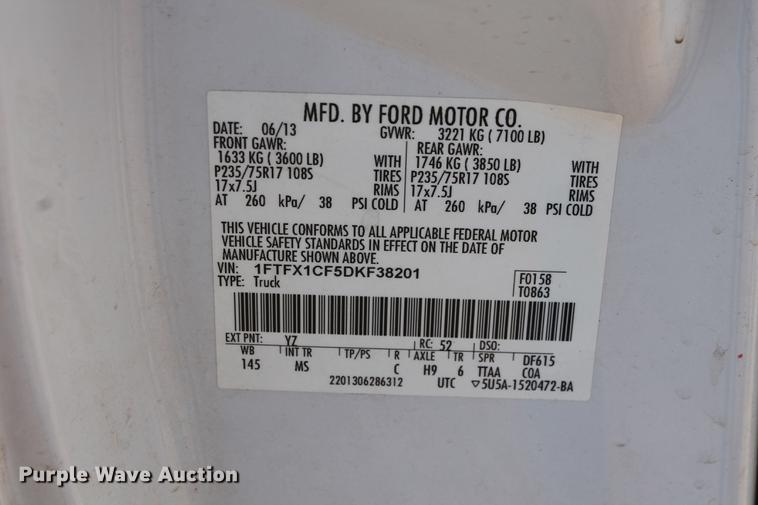 MFD. BY FORD MOTOR CO.
DATE: 06/13 GVWR: 3221 KG ( 7100 LB)
FRONT GAWR: REAR GAWR:
1633 KG ( 3600 LB) WITH 1746 KG ( 3850 LB) WITH
P235/75R17 108S TIRES P235/75R17 108S TIRES
17x7.5J RIMS 17x7.5J RIMS
AT 260 kPa/ 38 PSI COLD AT 260 kPa/ 38 PSI COLD
THIS VEHICLE CONFORMS TO ALL APPLICABLE FEDERAL MOTOR
VEHICLE SAFETY STANDARDS IN EFFECT ON THE DATE OF
MANUFACTURE SHOWN ABOVE.
VIN: 1FTFX1CF5DKF38201 F0158
TYPE: Truck T0863
EXT PNT: YZ RC: 52 DSO:
WB INT TR TP/PS R AXLE TR SPR DF615
145 MS C H9 6 TTAA COA
2201306286312 UTC ▽5U5A-1520472-BA
Purple Wave Auction